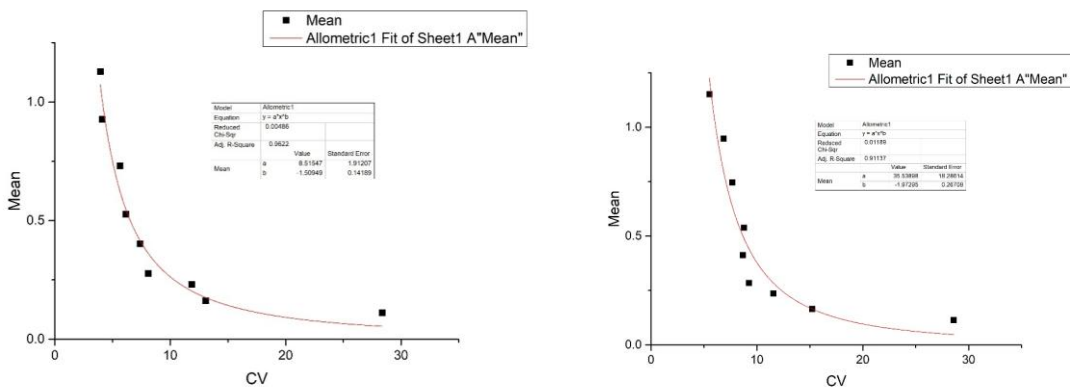 Mean
Allometric1 Fit of Sheet1 A"Mean"
1.0
0.5
0.0
Mean
0
10
20
30
CV
Model Allometric1
Equation y = a*x^b
Reduced Chi-Sqr 0.00486
Adj. R-Square 0.9622
Value Standard Error
Mean a 8.51547 1.91207
b -1.50949 0.14189
Mean
Allometric1 Fit of Sheet1 A"Mean"
1.0
0.5
0.0
Mean
0
10
20
30
CV
Model Allometric1
Equation y = a*x^b
Reduced Chi-Sqr 0.01189
Adj. R-Square 0.91137
Value Standard Error
Mean a 35.53898 18.28614
b -1.97295 0.26709